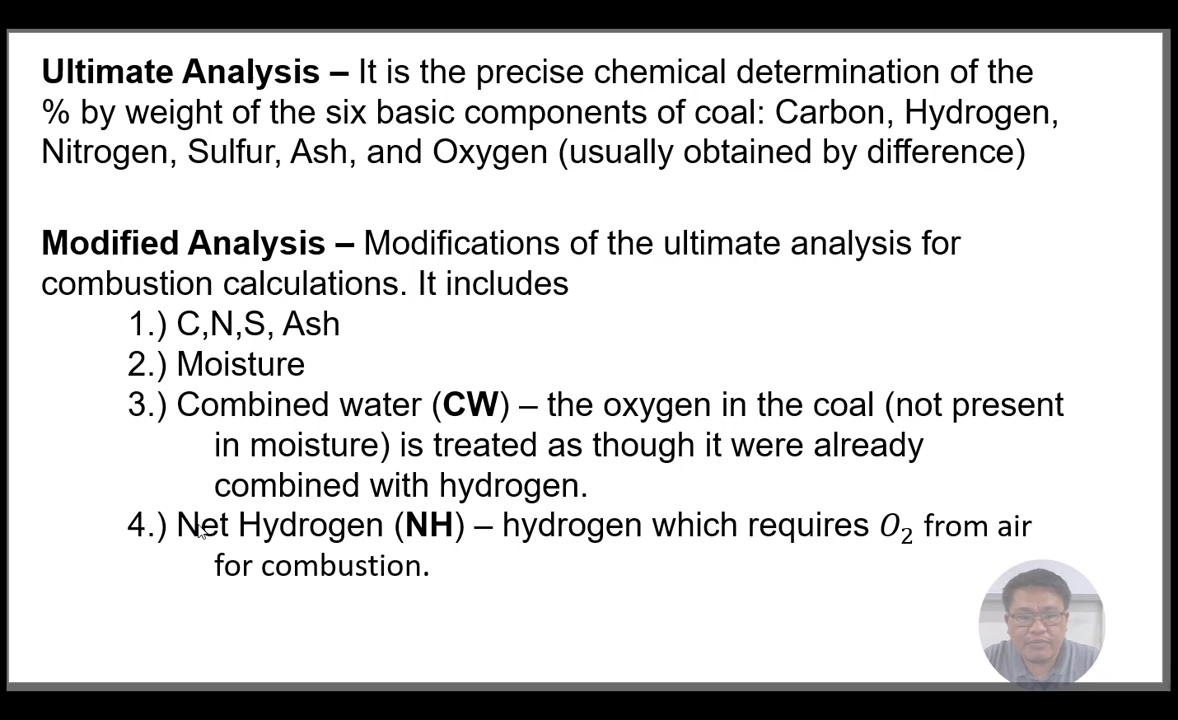 Ultimate Analysis – It is the precise chemical determination of the
% by weight of the six basic components of coal: Carbon, Hydrogen,
Nitrogen, Sulfur, Ash, and Oxygen (usually obtained by difference)
Modified Analysis – Modifications of the ultimate analysis for
combustion calculations. It includes
1.) C,N,S, Ash
2.) Moisture
3.) Combined water (CW) – the oxygen in the coal (not present
in moisture) is treated as though it were already
combined with hydrogen.
4.) Net Hydrogen (NH) – hydrogen which requires O₂ from air
for combustion.